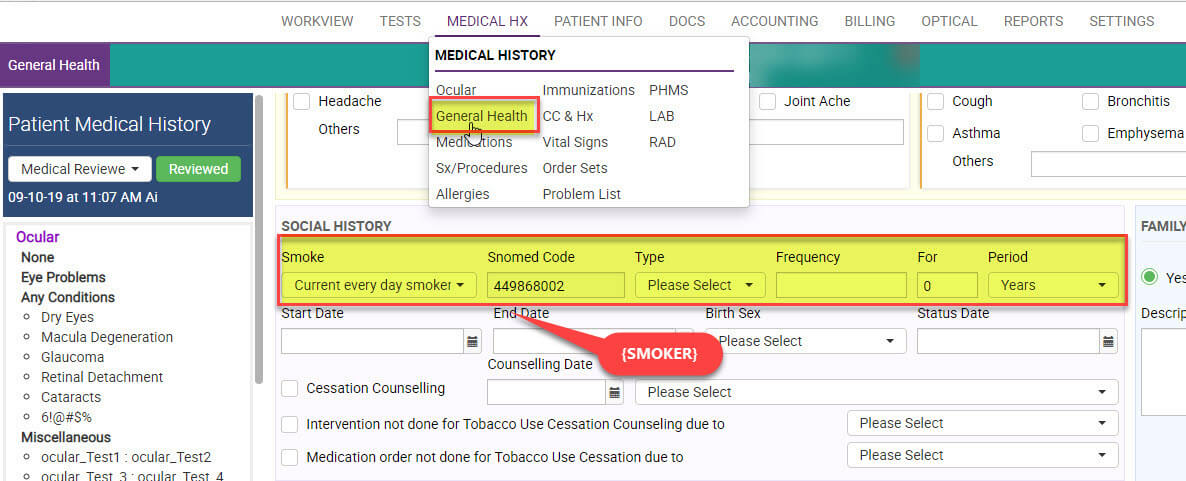 WORKVIEW TESTS MEDICAL HX PATIENT INFO DOCS ACCOUNTING BILLING OPTICAL REPORTS SETTINGS
General Health
MEDICAL HISTORY
Ocular Immunizations PHMS
General Health CC & Hx LAB
Medications Vital Signs RAD
Sx/Procedures Order Sets
Allergies Problem List
Patient Medical History
Medical Reviewe Reviewed
09-10-19 at 11:07 AM Ai
Ocular
None
Eye Problems
Any Conditions
Dry Eyes
Macula Degeneration
Glaucoma
Retinal Detachment
Cataracts
6!@#$%
Miscellaneous
ocular_Test1 : ocular_Test2
ocular_Test_3 : ocular_Test_4
Headache Joint Ache Cough Bronchitis
Others Asthma Emphysema
Others
SOCIAL HISTORY
Smoke Snomed Code Type Frequency For Period
Current every day smoker 449868002 Please Select 0 Years
Start Date End Date Birth Sex Status Date
Please Select
{SMOKER}
Counselling Date
Cessation Counselling Please Select
Intervention not done for Tobacco Use Cessation Counseling due to Please Select
Medication order not done for Tobacco Use Cessation due to Please Select
FAMILY
Yes
Descrip